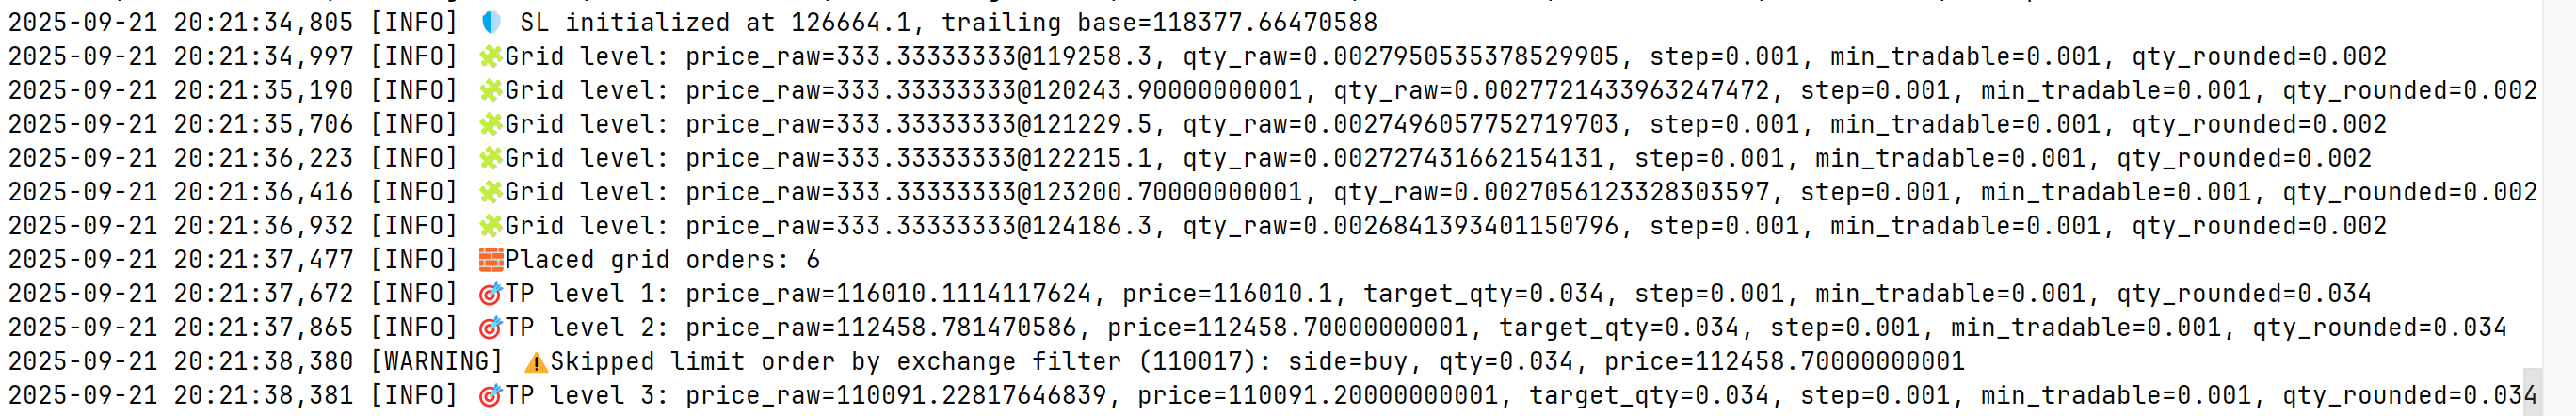 2025-09-21 20:21:34,805 [INFO] 🛡️ SL initialized at 126664.1, trailing base=118377.66470588
2025-09-21 20:21:34,997 [INFO] 🧩Grid level: price_raw=333.33333333@119258.3, qty_raw=0.0027950535378529905, step=0.001, min_tradable=0.001, qty_rounded=0.002
2025-09-21 20:21:35,190 [INFO] 🧩Grid level: price_raw=333.33333333@120243.90000000001, qty_raw=0.0027721433963247472, step=0.001, min_tradable=0.001, qty_rounded=0.002
2025-09-21 20:21:35,706 [INFO] 🧩Grid level: price_raw=333.33333333@121229.5, qty_raw=0.0027496057752719703, step=0.001, min_tradable=0.001, qty_rounded=0.002
2025-09-21 20:21:36,223 [INFO] 🧩Grid level: price_raw=333.33333333@122215.1, qty_raw=0.002727431662154131, step=0.001, min_tradable=0.001, qty_rounded=0.002
2025-09-21 20:21:36,416 [INFO] 🧩Grid level: price_raw=333.33333333@123200.70000000001, qty_raw=0.0027056123328303597, step=0.001, min_tradable=0.001, qty_rounded=0.002
2025-09-21 20:21:36,932 [INFO] 🧩Grid level: price_raw=333.33333333@124186.3, qty_raw=0.0026841393401150796, step=0.001, min_tradable=0.001, qty_rounded=0.002
2025-09-21 20:21:37,477 [INFO] 🧱Placed grid orders: 6
2025-09-21 20:21:37,672 [INFO] 🎯TP level 1: price_raw=116010.1114117624, price=116010.1, target_qty=0.034, step=0.001, min_tradable=0.001, qty_rounded=0.034
2025-09-21 20:21:37,865 [INFO] 🎯TP level 2: price_raw=112458.781470586, price=112458.70000000001, target_qty=0.034, step=0.001, min_tradable=0.001, qty_rounded=0.034
2025-09-21 20:21:38,380 [WARNING] ⚠️Skipped limit order by exchange filter (110017): side=buy, qty=0.034, price=112458.70000000001
2025-09-21 20:21:38,381 [INFO] 🎯TP level 3: price_raw=110091.22817646839, price=110091.20000000001, target_qty=0.034, step=0.001, min_tradable=0.001, qty_rounded=0.034